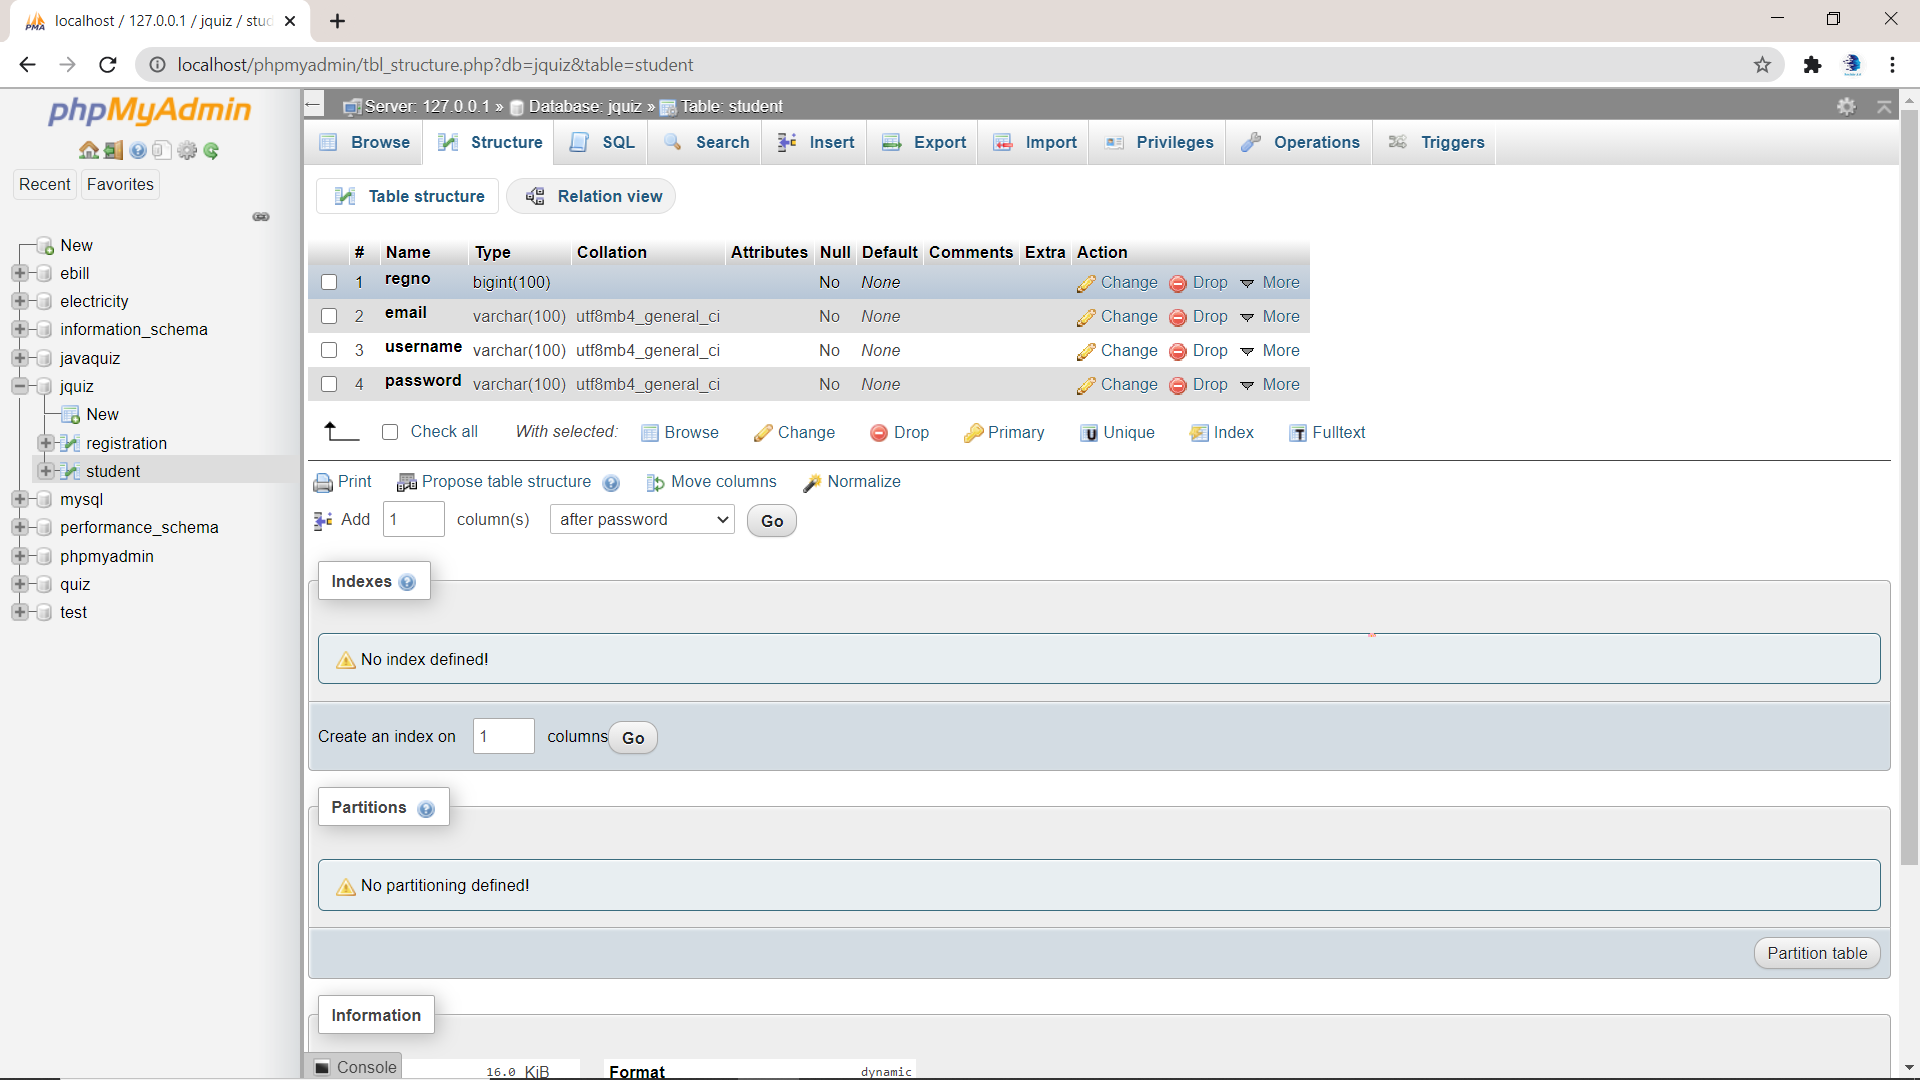 PMA localhost / 127.0.0.1 / jquiz / stud
localhost/phpmyadmin/tbl_structure.php?db=jquiz&table=student
phpMyAdmin
Recent Favorites
New
ebill
electricity
information_schema
javaquiz
jquiz
New
registration
student
mysql
performance_schema
phpmyadmin
quiz
test
Server: 127.0.0.1 » Database: jquiz » Table: student
Browse Structure SQL Search Insert Export Import Privileges Operations Triggers
Table structure Relation view
# Name Type Collation Attributes Null Default Comments Extra Action
1 regno bigint(100) No None Change Drop More
2 email varchar(100) utf8mb4_general_ci No None Change Drop More
3 username varchar(100) utf8mb4_general_ci No None Change Drop More
4 password varchar(100) utf8mb4_general_ci No None Change Drop More
Check all With selected: Browse Change Drop Primary U Unique Index T Fulltext
Print Propose table structure Move columns Normalize
Add 1 column(s) after password Go
Indexes
No index defined!
Create an index on 1 columns Go
Partitions
No partitioning defined!
Partition table
Information
Console 16.0 KiB Format dynamic